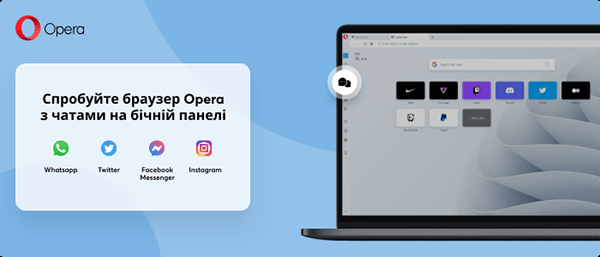 Opera
Спробуйте браузер Opera
з чатами на бічній панелі
Whatsapp
Twitter
Facebook
Messenger
Instagram